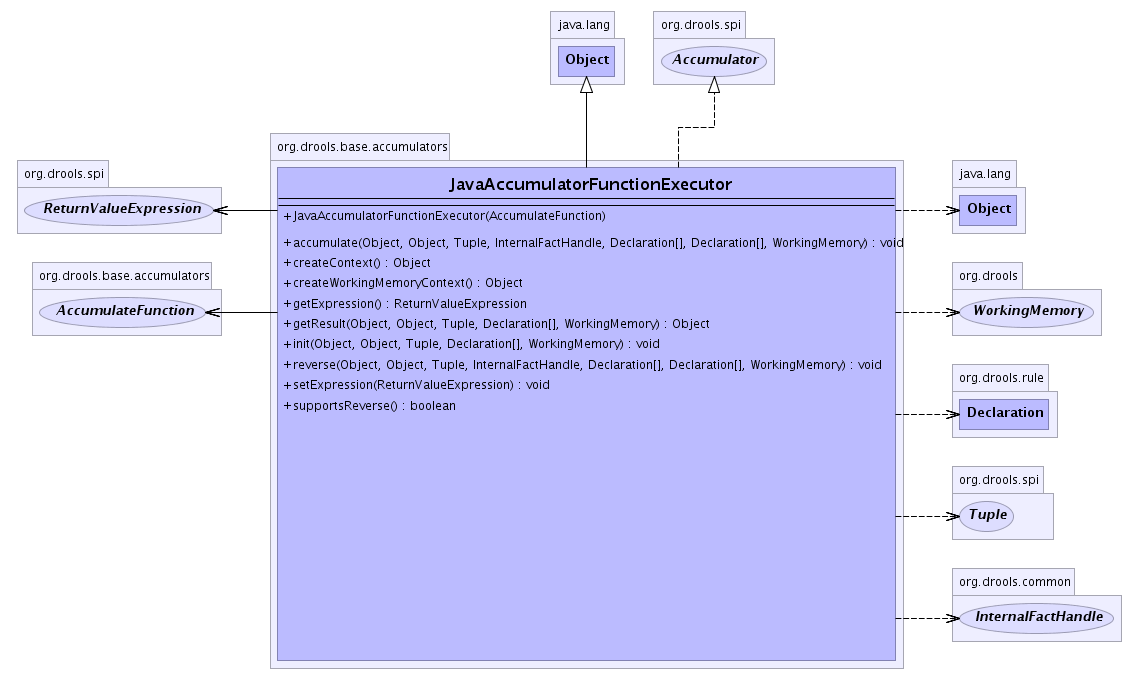 java.lang
Object
org.drools.spi
Accumulator
org.drools.base.accumulators
JavaAccumulatorFunctionExecutor
+ JavaAccumulatorFunctionExecutor(AccumulateFunction)
+ accumulate(Object, Object, Tuple, InternalFactHandle, Declaration[], Declaration[], WorkingMemory) : void
+ createContext() : Object
+ createWorkingMemoryContext() : Object
+ getExpression() : ReturnValueExpression
+ getResult(Object, Object, Tuple, Declaration[], WorkingMemory) : Object
+ init(Object, Object, Tuple, Declaration[], WorkingMemory) : void
+ reverse(Object, Object, Tuple, InternalFactHandle, Declaration[], Declaration[], WorkingMemory) : void
+ setExpression(ReturnValueExpression) : void
+ supportsReverse() : boolean
org.drools.spi
ReturnValueExpression
org.drools.base.accumulators
AccumulateFunction
java.lang
Object
org.drools
WorkingMemory
org.drools.rule
Declaration
org.drools.spi
Tuple
org.drools.common
InternalFactHandle